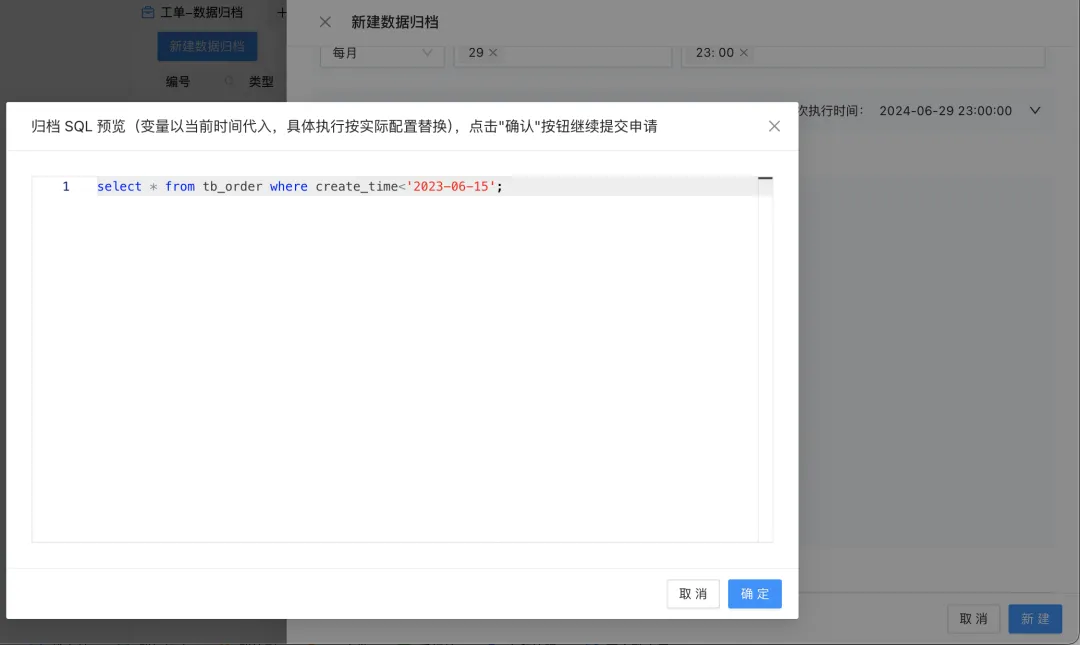 工单-数据归档 +
新建数据归档
新建数据归档
编号 类型
每月 29 23: 00
次执行时间: 2024-06-29 23:00:00
归档 SQL 预览（变量以当前时间代入，具体执行按实际配置替换），点击"确认"按钮继续提交申请
1 select * from tb_order where create_time<'2023-06-15';
取 消 确 定
取 消 新 建